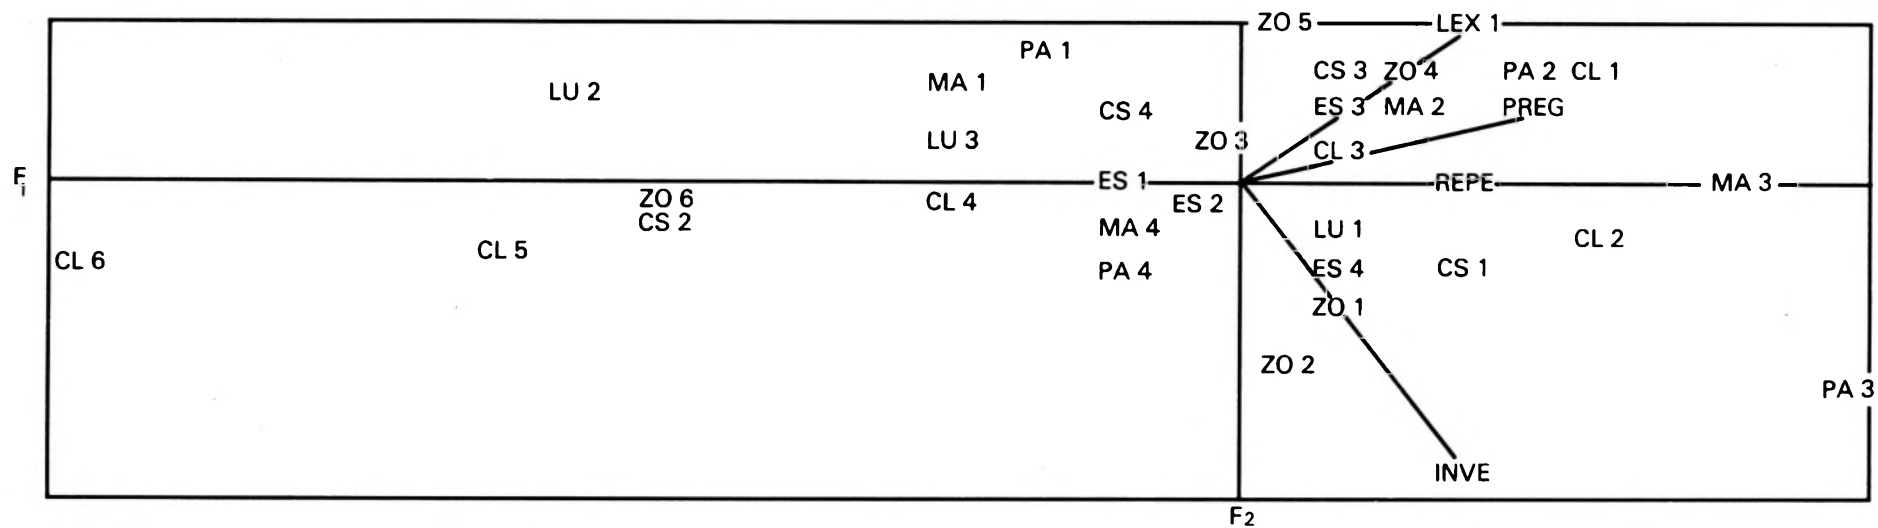 ZO 5 LEX 1
PA 1
CS 3 ZO 4 PA 2 CL 1
MA 1
LU 2
CS 4 ES 3 MA 2 PREG
LU 3 ZO 3
CL 3
F₁ ES 1 REPE MA 3
ZO 6 CL 4 ES 2
CS 2 MA 4 LU 1 CL 2
CL 5
CL 6 PA 4 ES 4 CS 1
ZO 1
ZO 2
PA 3
INVE
F₂